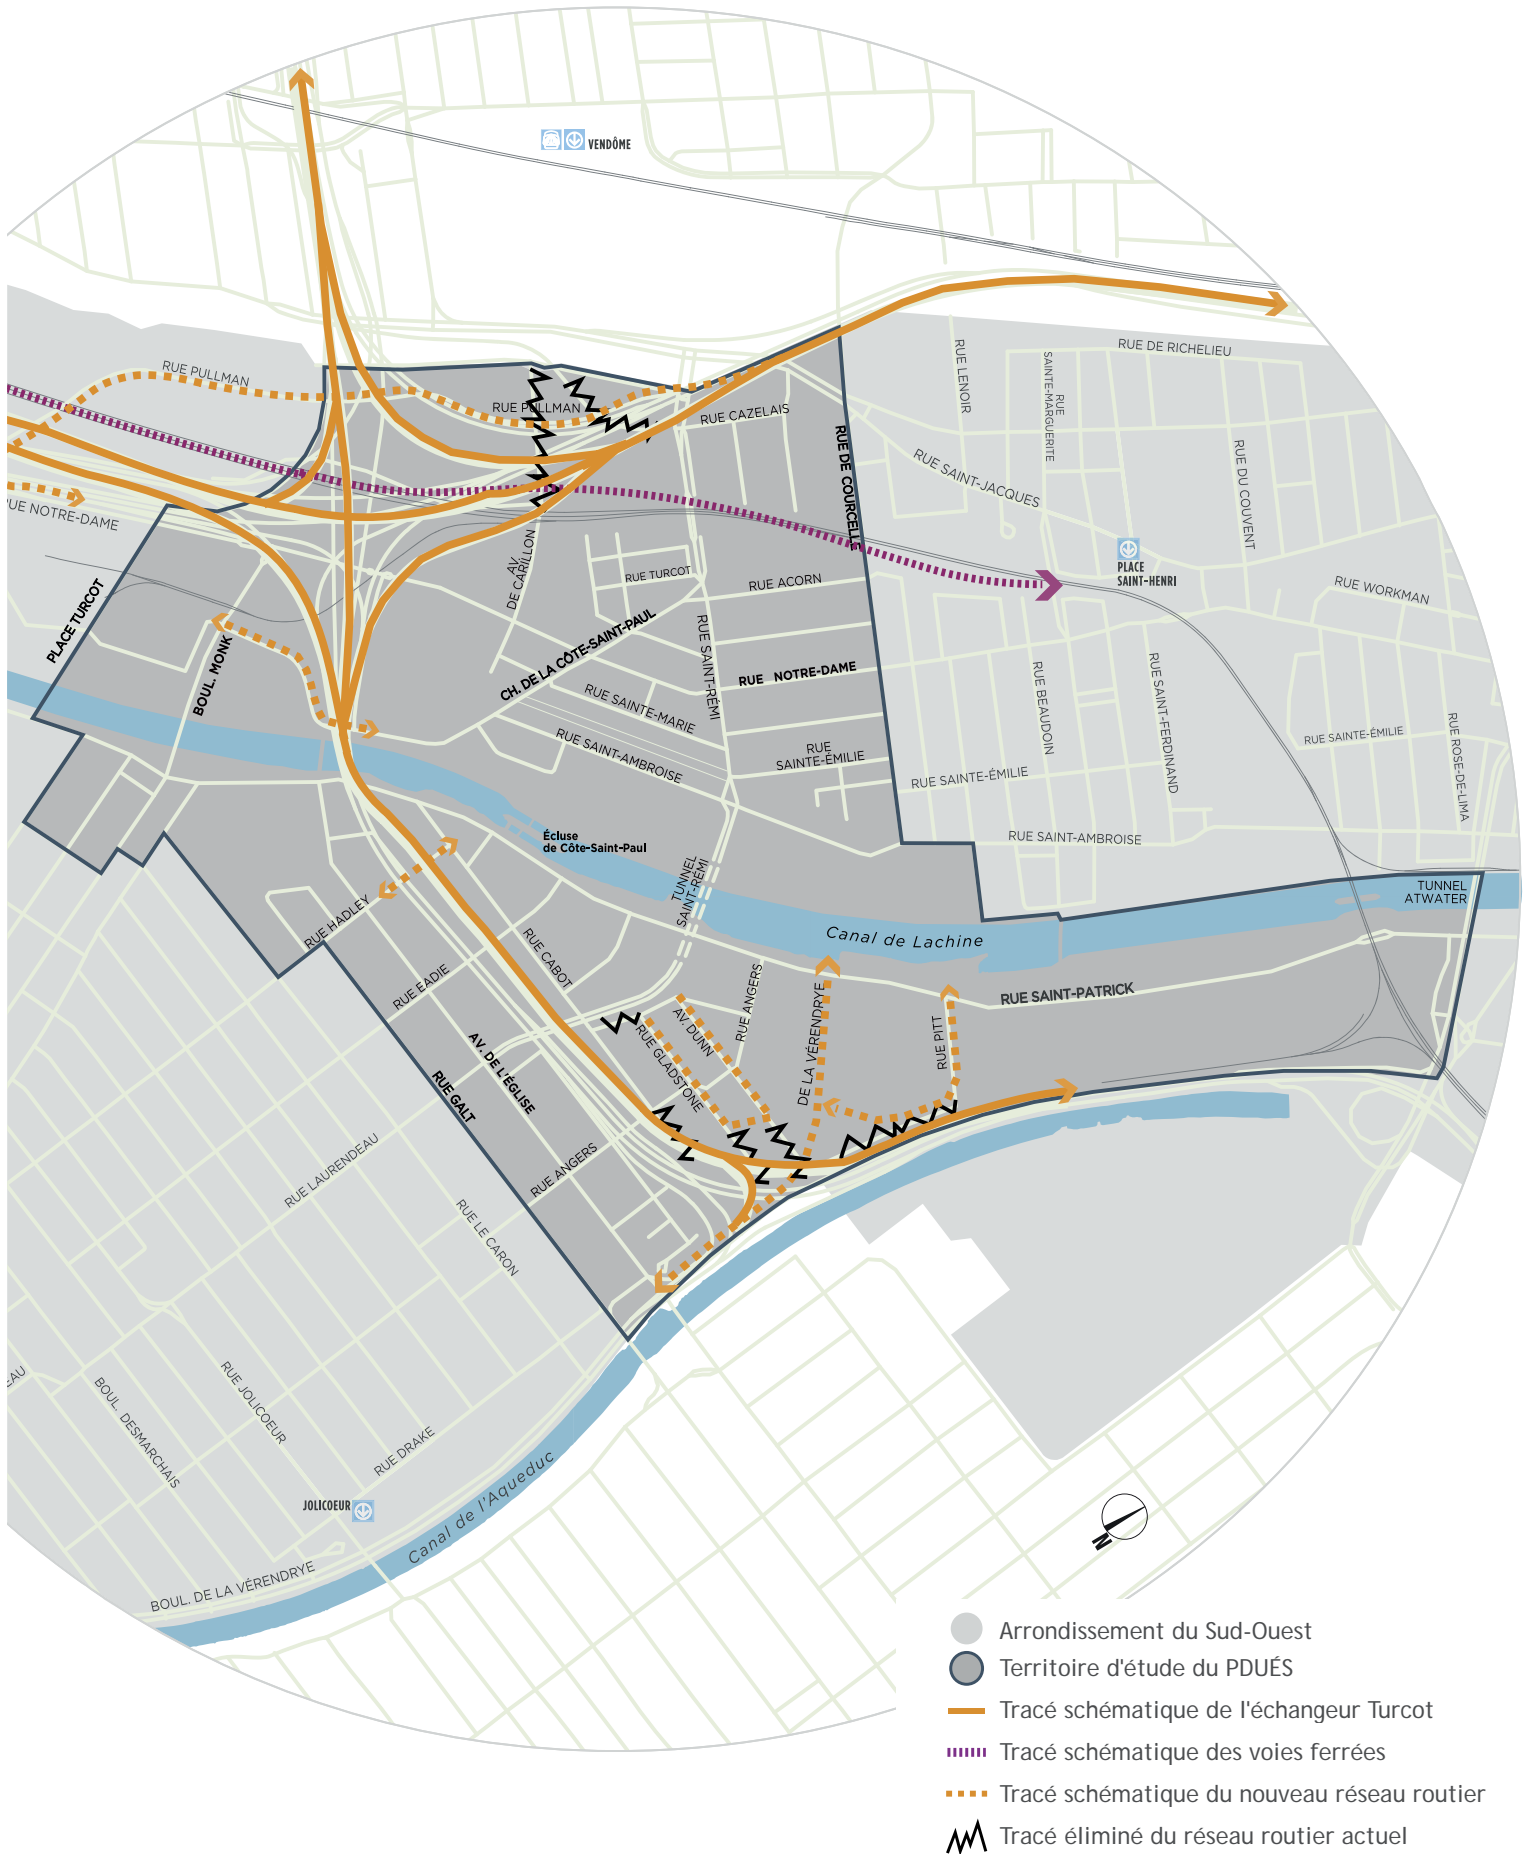 VENDÔME
RUE PULLMAN
RUE DE RICHELIEU
RUE LENOIR
RUE
SAINTE-MARGUERITE
RUE PULLMAN
RUE CAZELAIS
RUE DE COURCELLE
RUE SAINT-JACQUES
RUE DU COUVENT
RUE NOTRE-DAME
AV.
DE CARILLON
RUE TURCOT
RUE ACORN
PLACE
SAINT-HENRI
RUE WORKMAN
PLACE TURCOT
BOUL. MONK
CH. DE LA CÔTE-SAINT-PAUL
RUE SAINT-RÉMI
RUE NOTRE-DAME
RUE SAINTE-MARIE
RUE SAINT-AMBROISE
RUE
SAINTE-ÉMILIE
RUE BEAUDOIN
RUE SAINT-FERDINAND
RUE SAINTE-ÉMILIE
RUE SAINTE-ÉMILIE
RUE ROSE-DE-LIMA
RUE SAINT-AMBROISE
Écluse
de Côte-Saint-Paul
TUNNEL
SAINT-RÉMI
TUNNEL
ATWATER
Canal de Lachine
RUE HADLEY
RUE EADIE
RUE CABOT
RUE ANGERS
RUE SAINT-PATRICK
AV. DUNN
RUE GLADSTONE
DE LA VÉRENDRYE
RUE PITT
AV. DE L'ÉGLISE
RUE GALT
RUE LAURENDEAU
RUE ANGERS
RUE LE CARON
EAU
BOUL. DESMARCHAIS
RUE JOLICOEUR
RUE DRAKE
JOLICOEUR
Canal de l'Aqueduc
BOUL. DE LA VÉRENDRYE
N
Arrondissement du Sud-Ouest
Territoire d'étude du PDUÉS
Tracé schématique de l'échangeur Turcot
Tracé schématique des voies ferrées
Tracé schématique du nouveau réseau routier
Tracé éliminé du réseau routier actuel